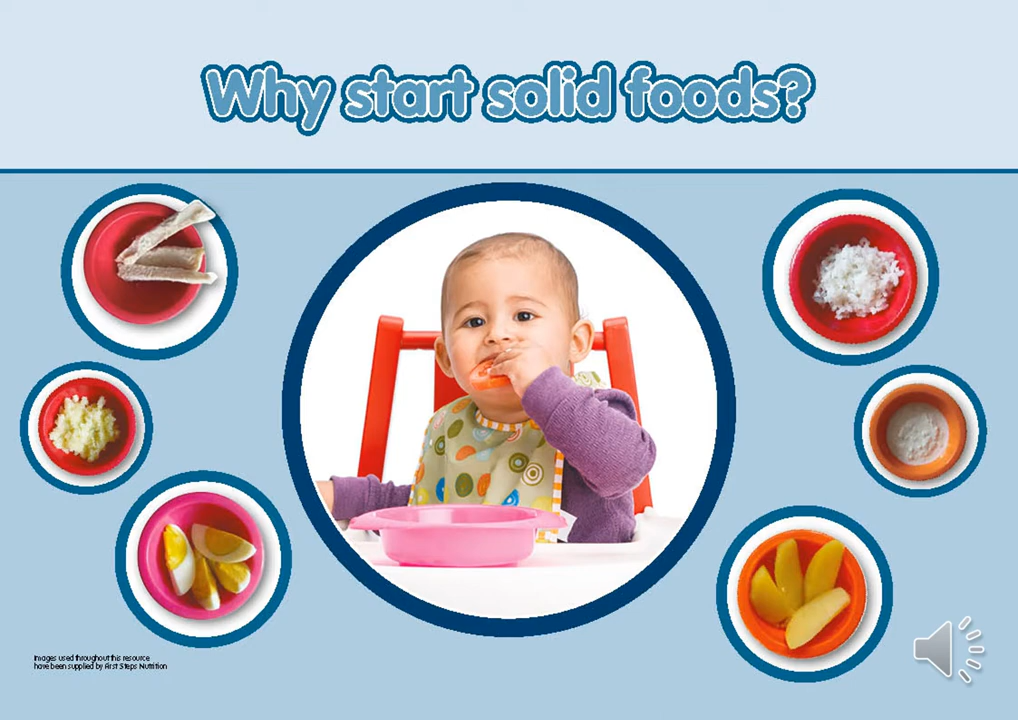 Why start solid foods?
Images used throughout this resource
have been supplied by First Steps Nutrition